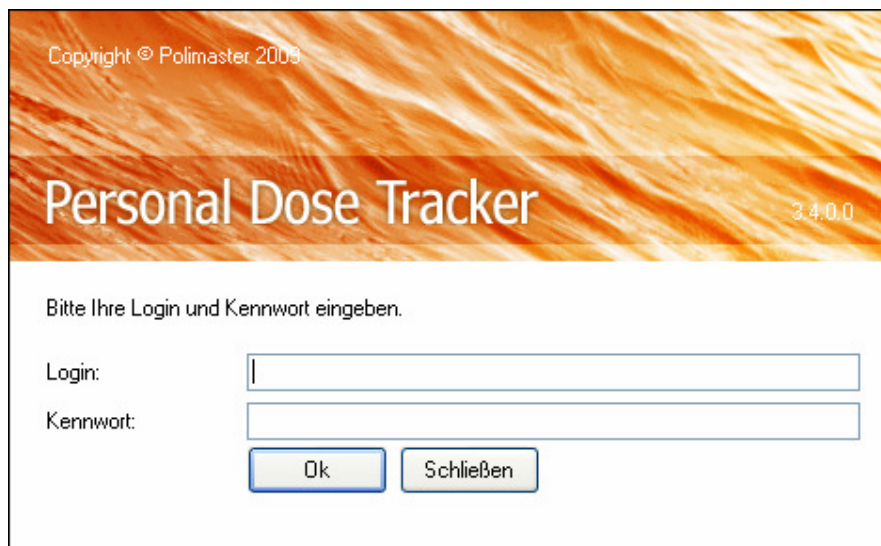 Copyright © Polimaster 2009
Personal Dose Tracker
3.4.0.0
Bitte Ihre Login und Kennwort eingeben.
Login:
Kennwort:
Ok
Schließen